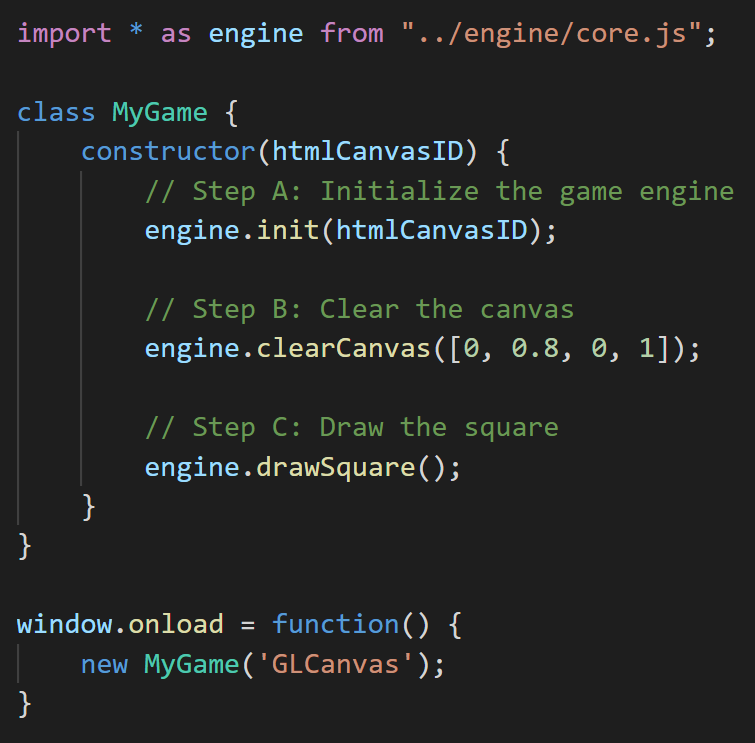 import * as engine from "../engine/core.js";
class MyGame {
constructor(htmlCanvasID) {
// Step A: Initialize the game engine
engine.init(htmlCanvasID);
// Step B: Clear the canvas
engine.clearCanvas([0, 0.8, 0, 1]);
// Step C: Draw the square
engine.drawSquare();
}
}
window.onload = function() {
new MyGame('GLCanvas');
}